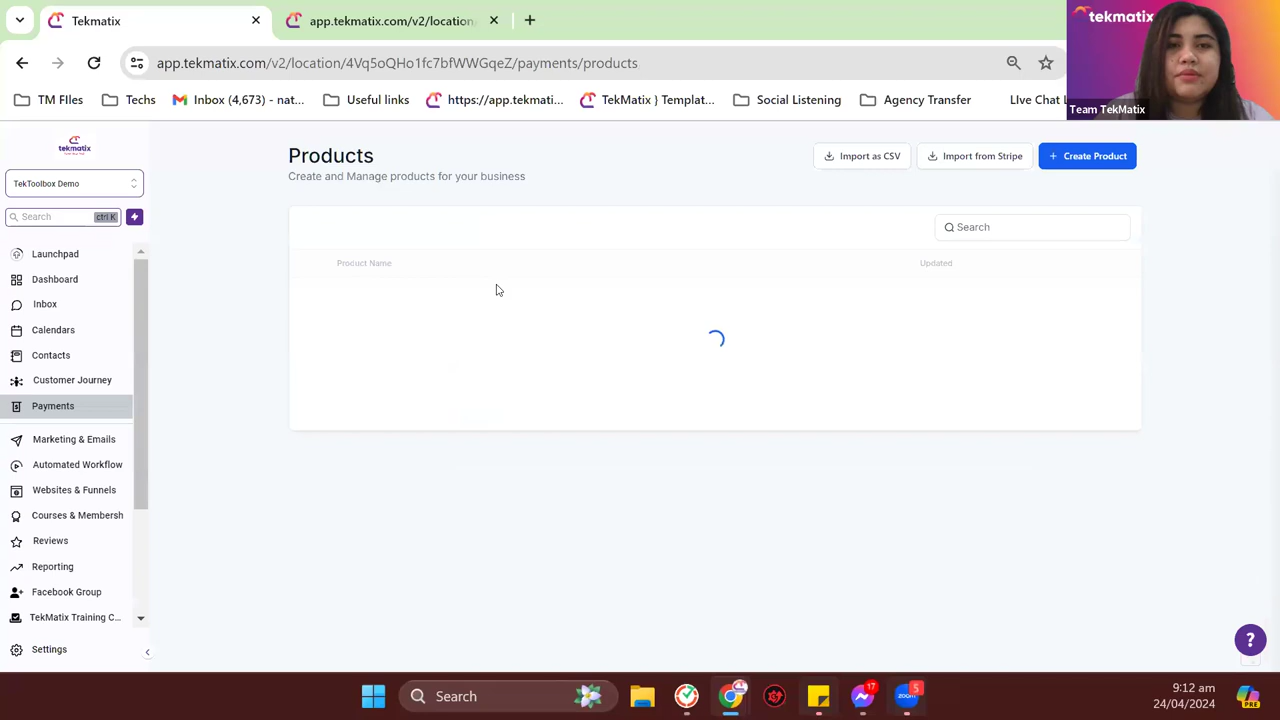 Tekmatix
app.tekmatix.com/v2/location/
app.tekmatix.com/v2/location/4Vq5oQHo1fc7bfWWGqeZ/payments/products
tekmatix
Team TekMatix
TM FIles
Techs
Inbox (4,673) - nat...
Useful links
https://app.tekmati...
TekMatix } Templat...
Social Listening
Agency Transfer
LIve Chat
tekmatix
TekToolbox Demo
Search
ctrl K
Launchpad
Dashboard
Inbox
Calendars
Contacts
Customer Journey
Payments
Marketing & Emails
Automated Workflow
Websites & Funnels
Courses & Membersh
Reviews
Reporting
Facebook Group
TekMatix Training C...
Settings
Products
Create and Manage products for your business
Import as CSV
Import from Stripe
+ Create Product
Search
Product Name
Updated
?
Search
17
5
9:12 am
24/04/2024
PRE